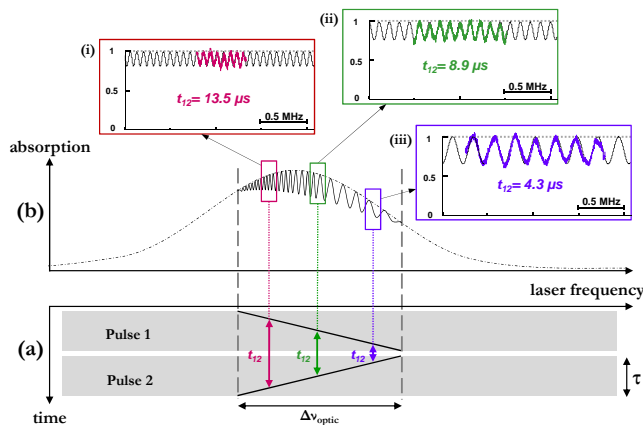 (i)
1
0.5
0
t12= 13.5 µs
0.5 MHz
(ii)
1
0.5
0
t12= 8.9 µs
0.5 MHz
(iii)
1
0.5
0
t12= 4.3 µs
0.5 MHz
absorption
(b)
laser frequency
(a)
Pulse 1
t12
t12
t12
Pulse 2
τ
time
Δνoptic